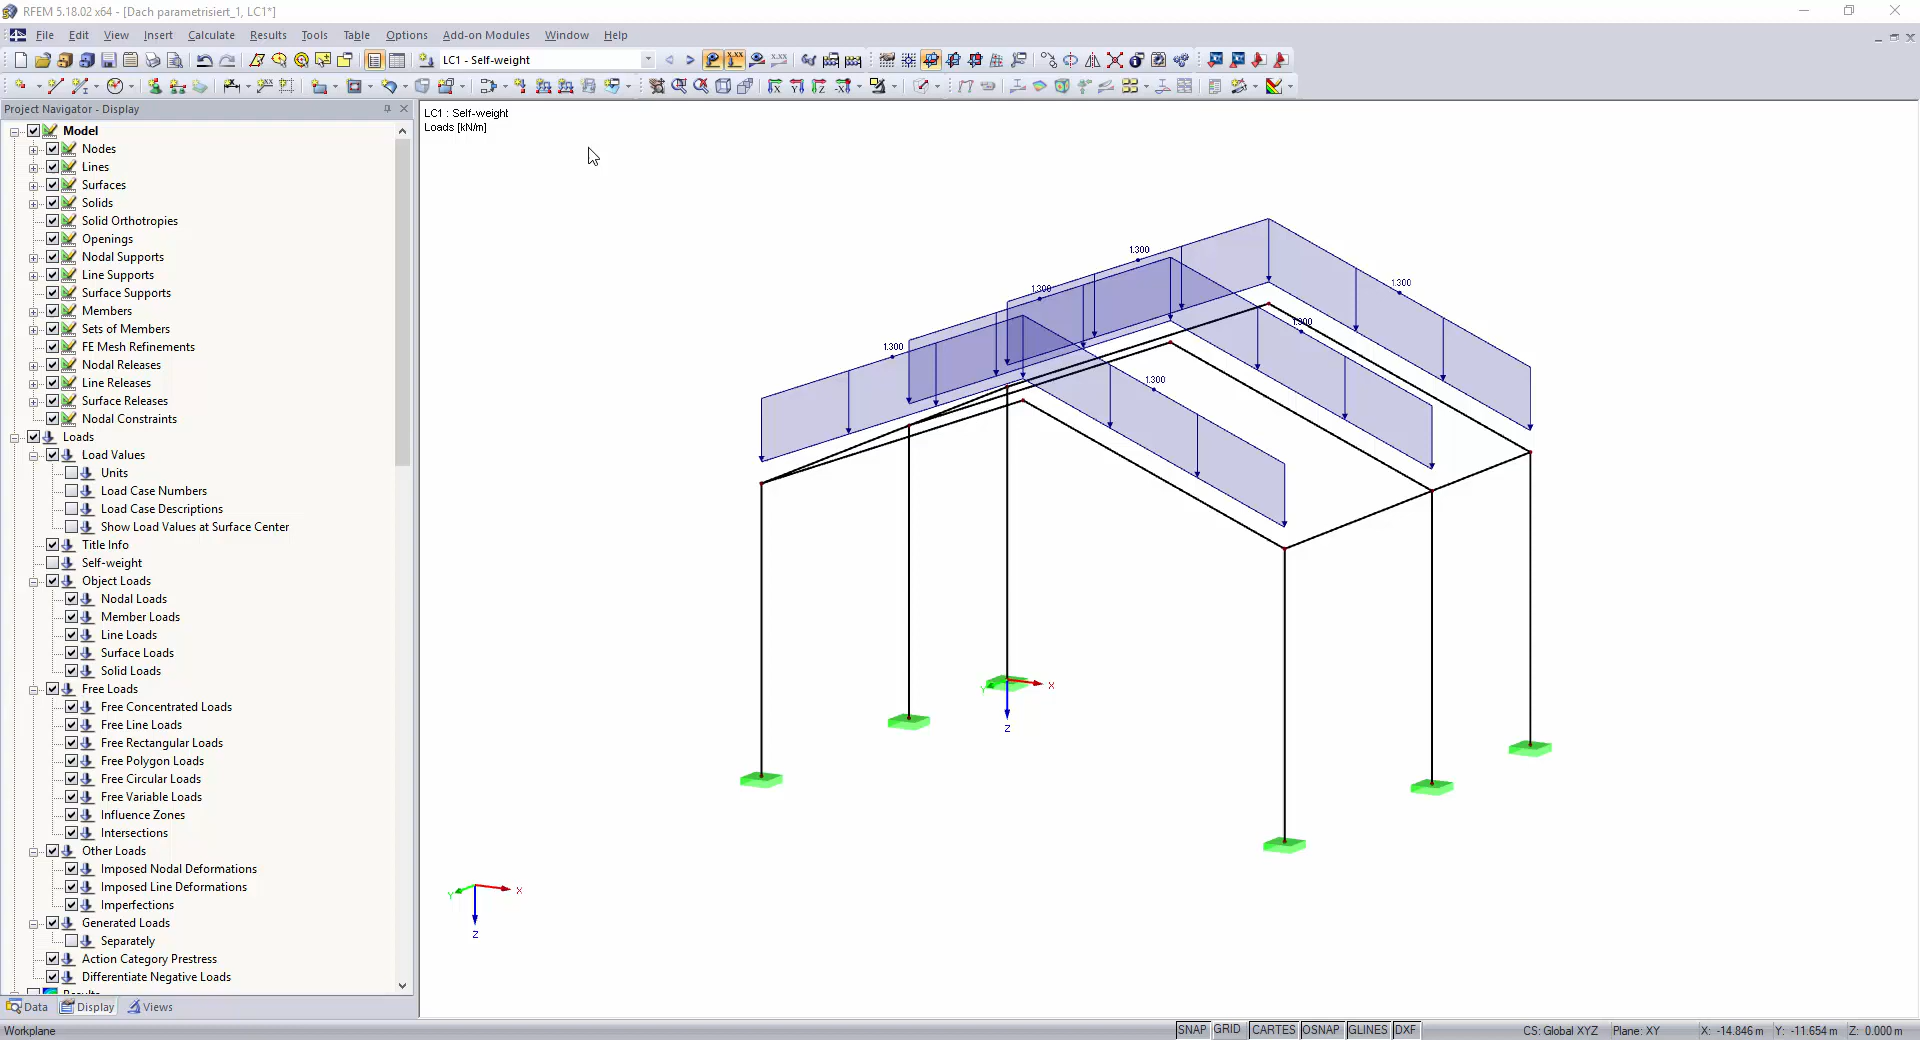 RFEM 5.18.02 x64 - [Dach parametrisiert_1, LC1*]
File Edit View Insert Calculate Results Tools Table Options Add-on Modules Window Help
LC1 - Self-weight
Project Navigator - Display
Model
Nodes
Lines
Surfaces
Solids
Solid Orthotropies
Openings
Nodal Supports
Line Supports
Surface Supports
Members
Sets of Members
FE Mesh Refinements
Nodal Releases
Line Releases
Surface Releases
Nodal Constraints
Loads
Load Values
Units
Load Case Numbers
Load Case Descriptions
Show Load Values at Surface Center
Title Info
Self-weight
Object Loads
Nodal Loads
Member Loads
Line Loads
Surface Loads
Solid Loads
Free Loads
Free Concentrated Loads
Free Line Loads
Free Rectangular Loads
Free Polygon Loads
Free Circular Loads
Free Variable Loads
Influence Zones
Intersections
Other Loads
Imposed Nodal Deformations
Imposed Line Deformations
Imperfections
Generated Loads
Separately
Action Category Prestress
Differentiate Negative Loads
Data Display Views
LC1 : Self-weight
Loads [kN/m]
1.300
1.300
1.300
1.300
1.300
1.300
Y X
Z
Y X
Z
Workplane
SNAP GRID CARTES OSNAP GLINES DXF CS: Global XYZ Plane: XY X: -14.846 m Y: -11.654 m Z: 0.000 m